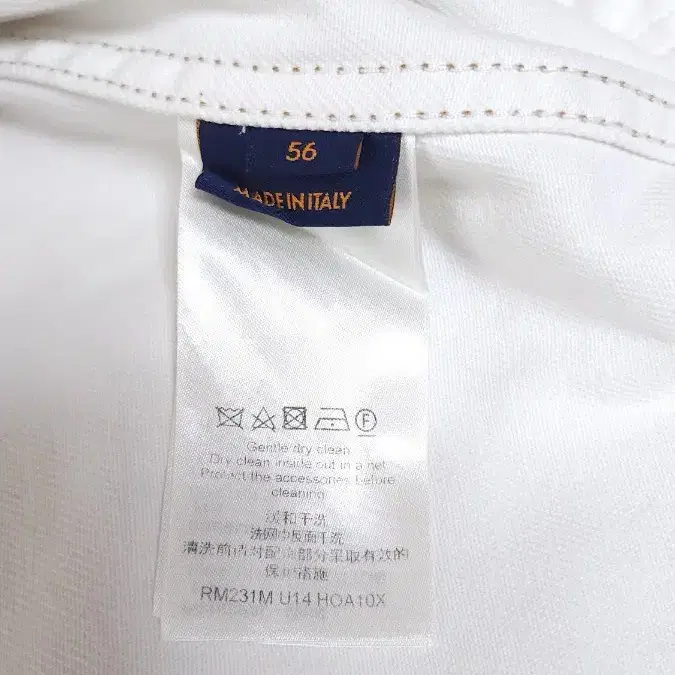 56
MADE IN ITALY
F
Gentle dry clean
Dry clean inside out in a net
Protect the accessories before
cleaning
缓和干洗
洗网中反面干洗
清洗前请对配饰部分采取有效的
保护措施
RM231M U14 HOA10X